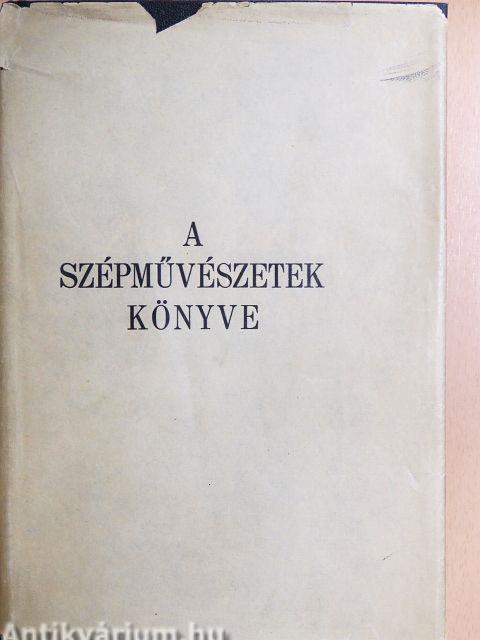 A
SZÉPMŰVÉSZETEK
KÖNYVE
Antikvárium.hu